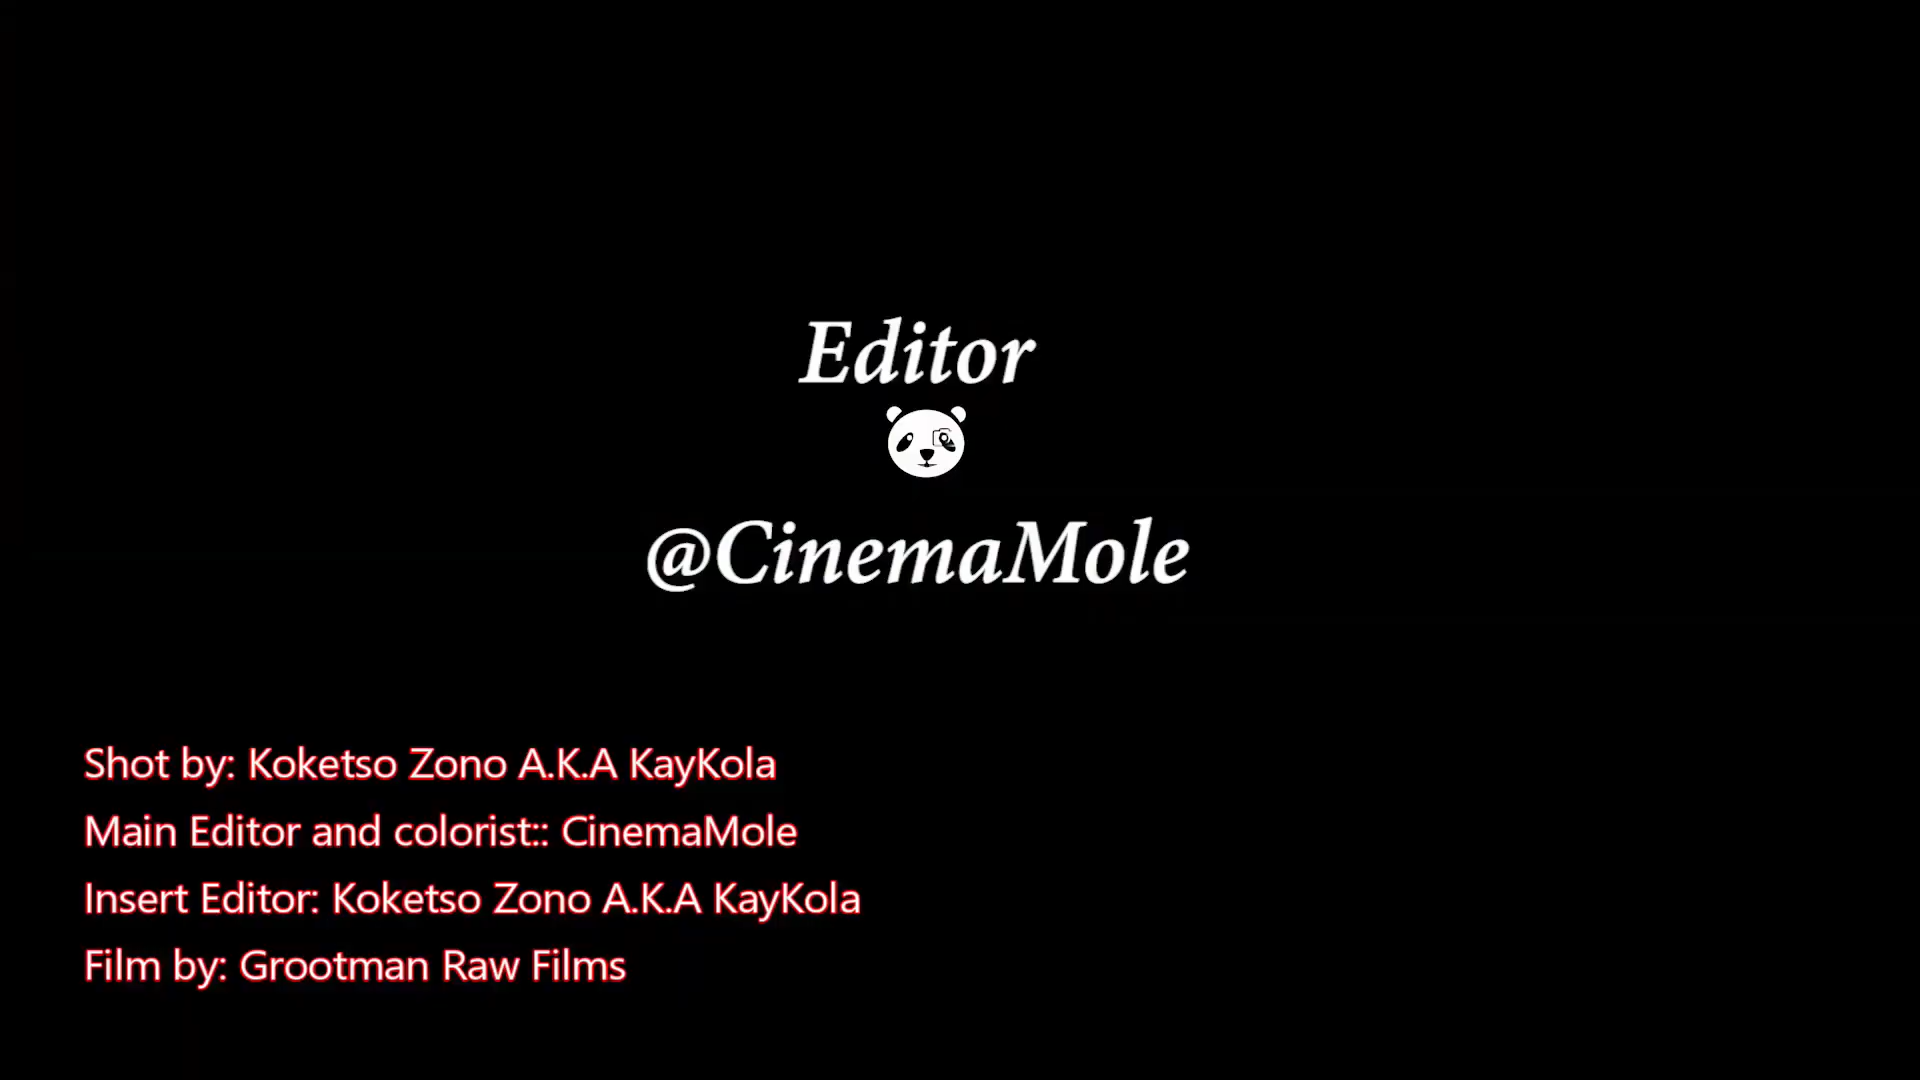 Editor
@CinemaMole
Shot by: Koketso Zono A.K.A KayKola
Main Editor and colorist:: CinemaMole
Insert Editor: Koketso Zono A.K.A KayKola
Film by: Grootman Raw Films